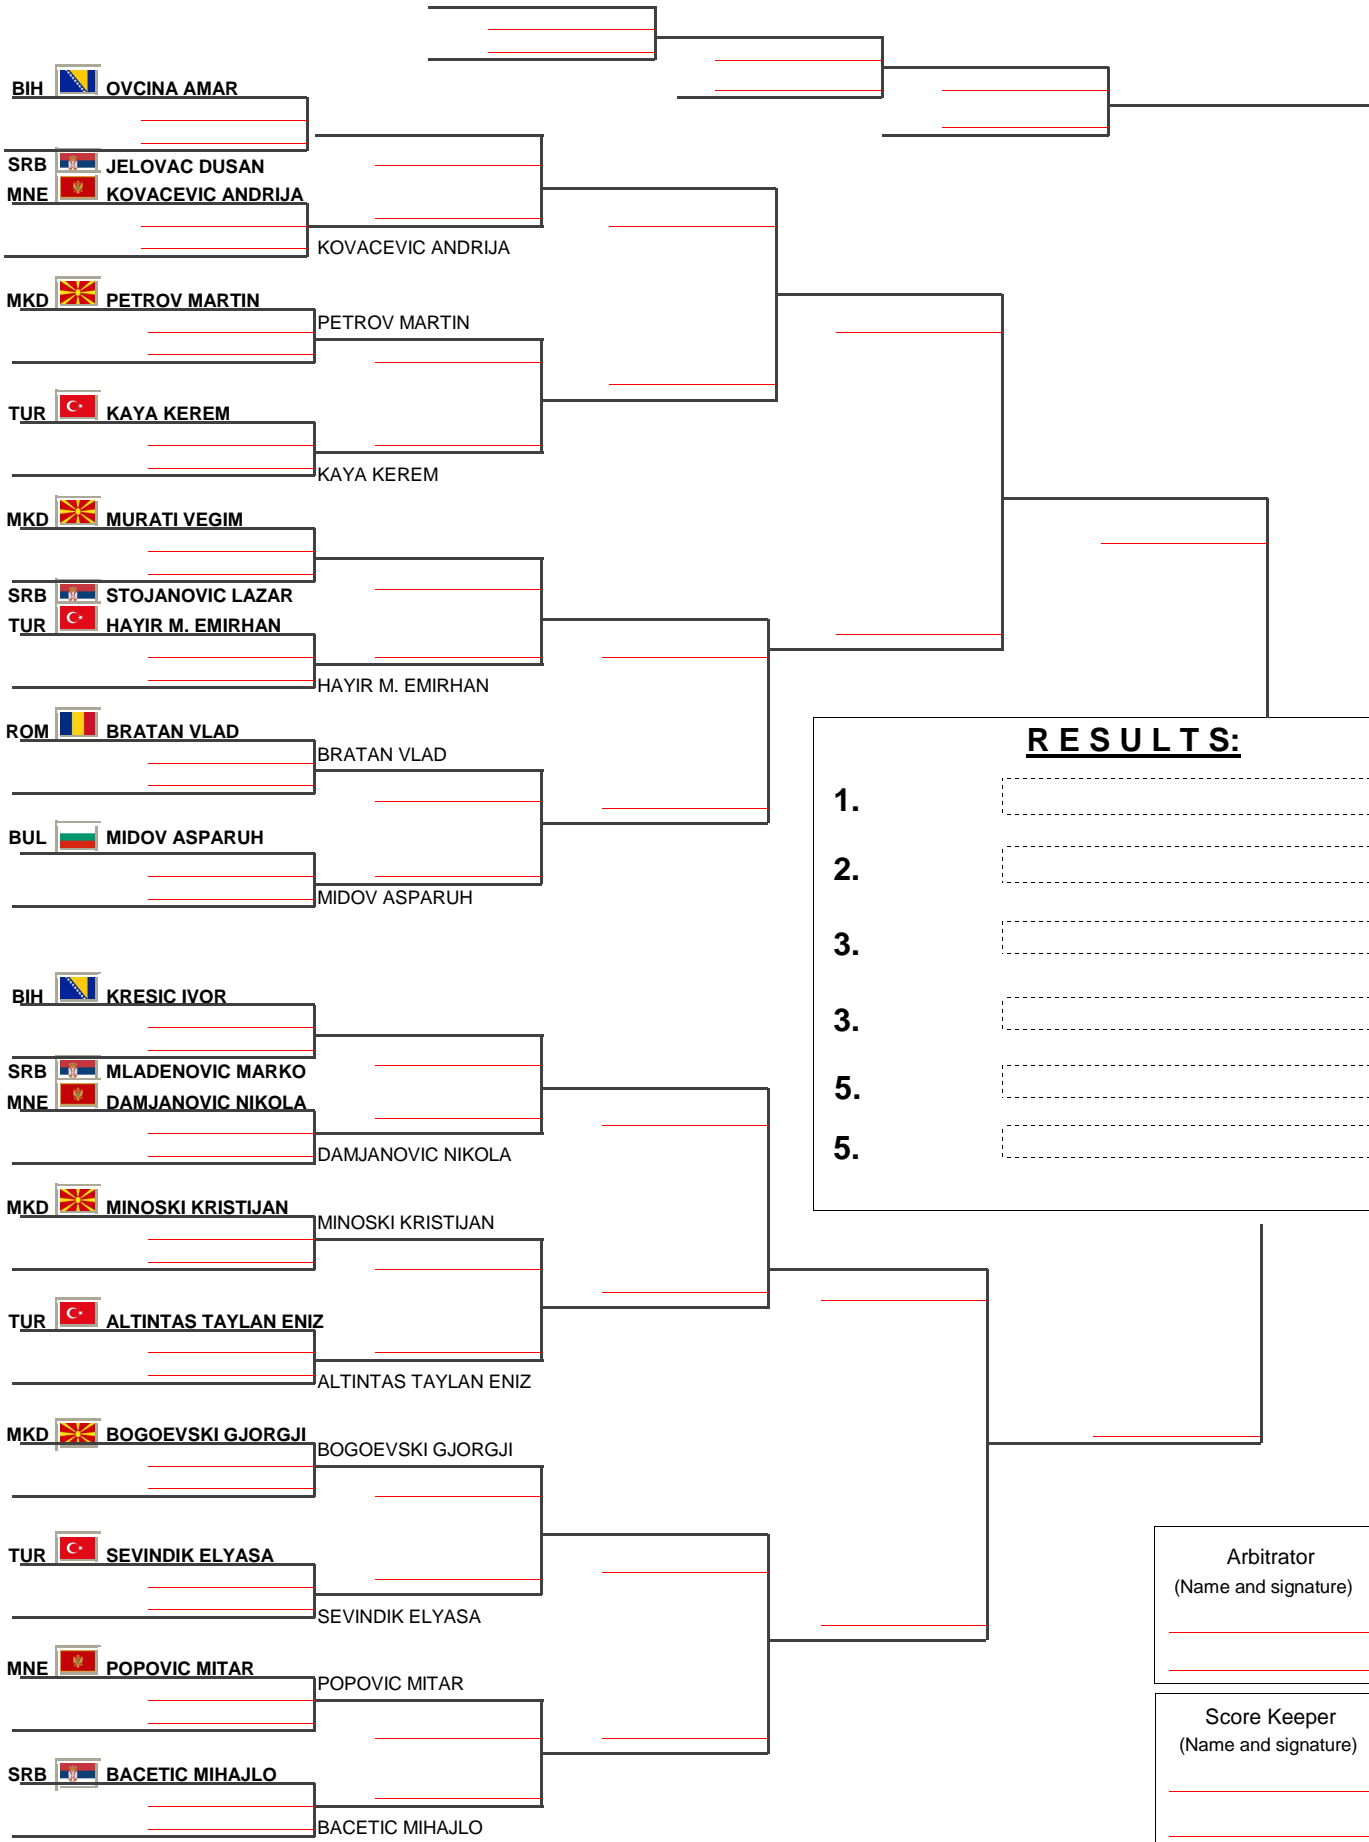 BIH OVCINA AMAR
SRB JELOVAC DUSAN
MNE KOVACEVIC ANDRIJA
KOVACEVIC ANDRIJA
MKD PETROV MARTIN
PETROV MARTIN
TUR KAYA KEREM
KAYA KEREM
MKD MURATI VEGIM
SRB STOJANOVIC LAZAR
TUR HAYIR M. EMIRHAN
HAYIR M. EMIRHAN
ROM BRATAN VLAD
BRATAN VLAD
BUL MIDOV ASPARUH
MIDOV ASPARUH
R E S U L T S:
1.
2.
3.
3.
5.
5.
BIH KRESIC IVOR
SRB MLADENOVIC MARKO
MNE DAMJANOVIC NIKOLA
DAMJANOVIC NIKOLA
MKD MINOSKI KRISTIJAN
MINOSKI KRISTIJAN
TUR ALTINTAS TAYLAN ENIZ
ALTINTAS TAYLAN ENIZ
MKD BOGOEVSKI GJORGJI
BOGOEVSKI GJORGJI
TUR SEVINDIK ELYASA
SEVINDIK ELYASA
MNE POPOVIC MITAR
POPOVIC MITAR
SRB BACETIC MIHAJLO
BACETIC MIHAJLO
Arbitrator
(Name and signature)
Score Keeper
(Name and signature)